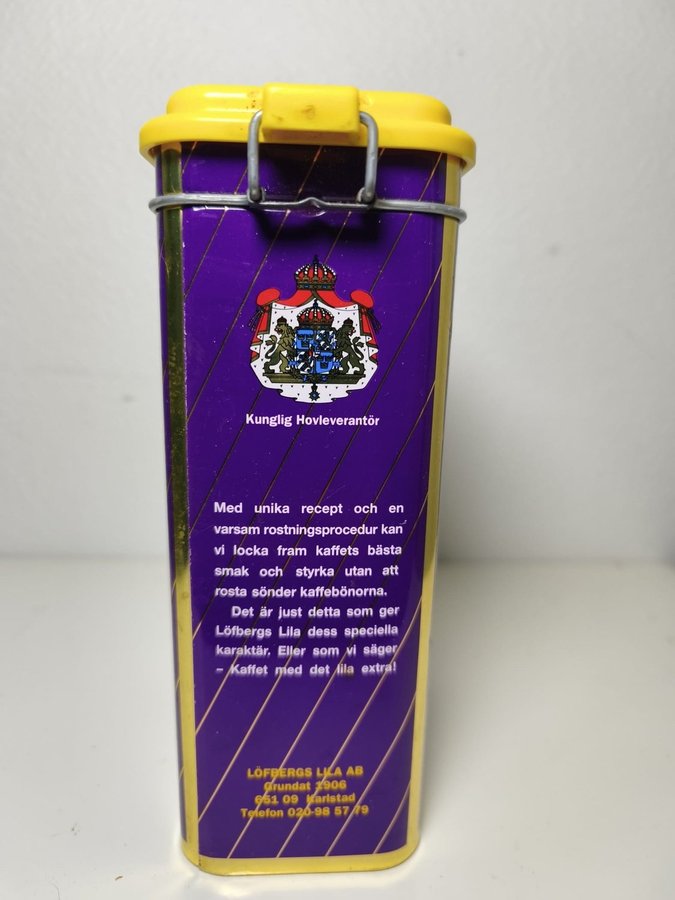 Kunglig Hovleverantör
Med unika recept och en
varsam rostningsprocedur kan
vi locka fram kaffets bästa
smak och styrka utan att
rosta sönder kaffebönorna.
Det är just detta som ger
Löfbergs Lila dess speciella
karaktär. Eller som vi säger
– Kaffet med det lila extra!
LÖFBERGS LILA AB
Grundat 1906
651 09 Karlstad
Telefon 020-98 57 79